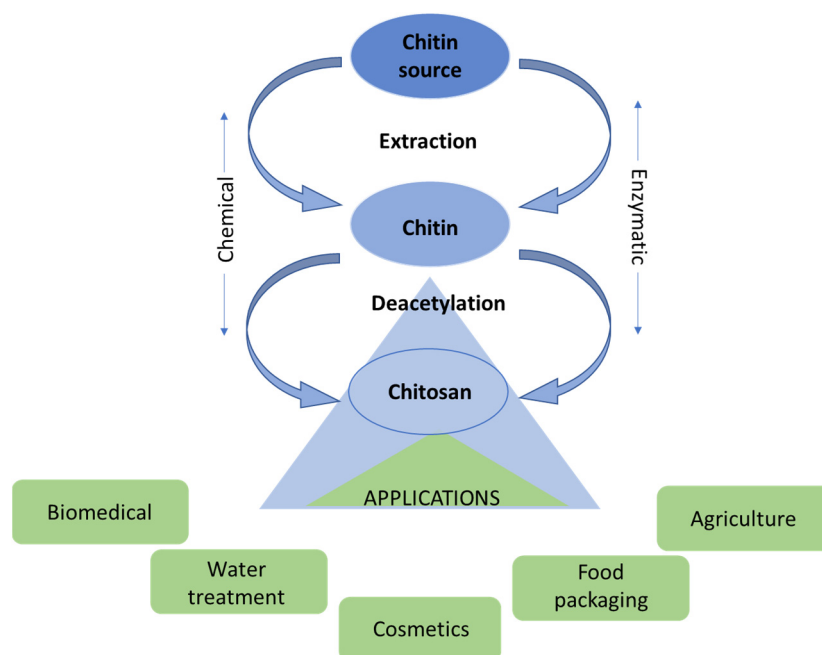 Chitin
source
Extraction
Chemical
Enzymatic
Chitin
Deacetylation
Chitosan
APPLICATIONS
Biomedical
Agriculture
Water
treatment
Food
packaging
Cosmetics